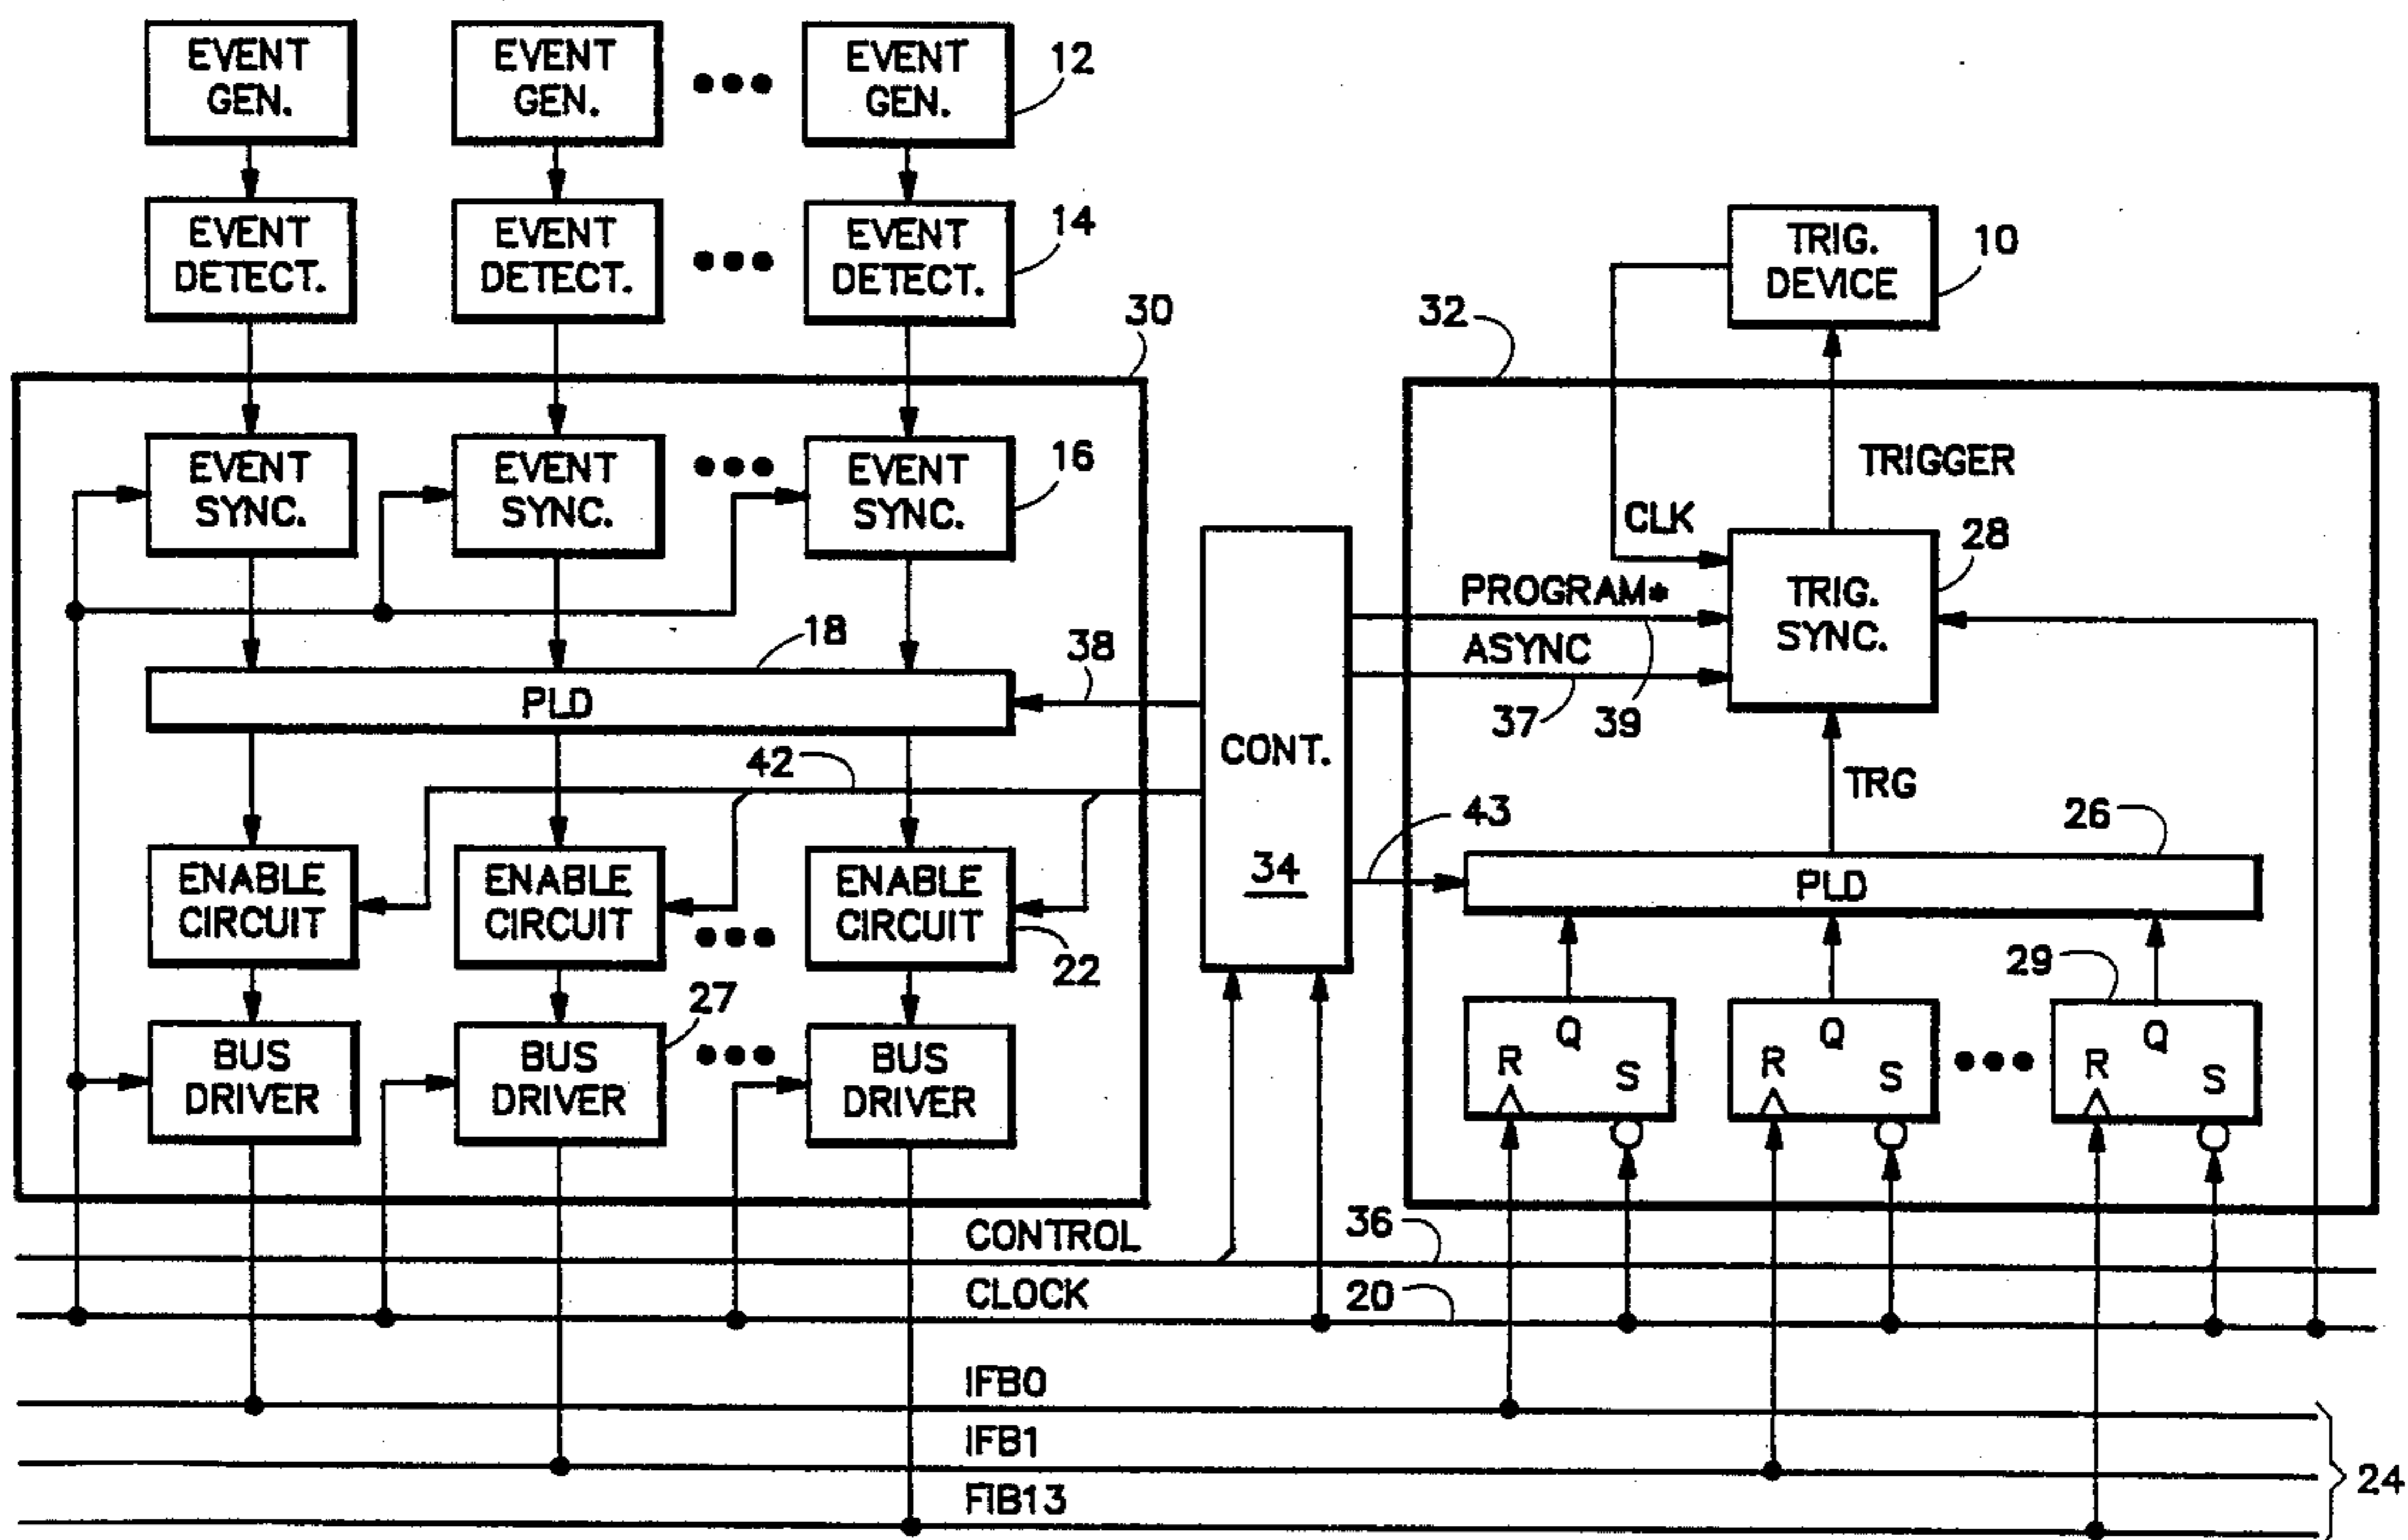 EVENT GEN.
EVENT GEN.
EVENT GEN.
12
EVENT DETECT.
EVENT DETECT.
EVENT DETECT.
14
TRIG. DEVICE
10
30
32
EVENT SYNC.
EVENT SYNC.
EVENT SYNC.
16
TRIGGER
CLK
28
PROGRAM*
TRIG. SYNC.
18
38
ASYNC
PLD
37
39
42
CONT.
34
TRG
43
26
PLD
ENABLE CIRCUIT
ENABLE CIRCUIT
ENABLE CIRCUIT
22
29
27
BUS DRIVER
BUS DRIVER
BUS DRIVER
R Q S
R Q S
R Q S
CONTROL
36
CLOCK
20
IFB0
IFB1
FIB13
24